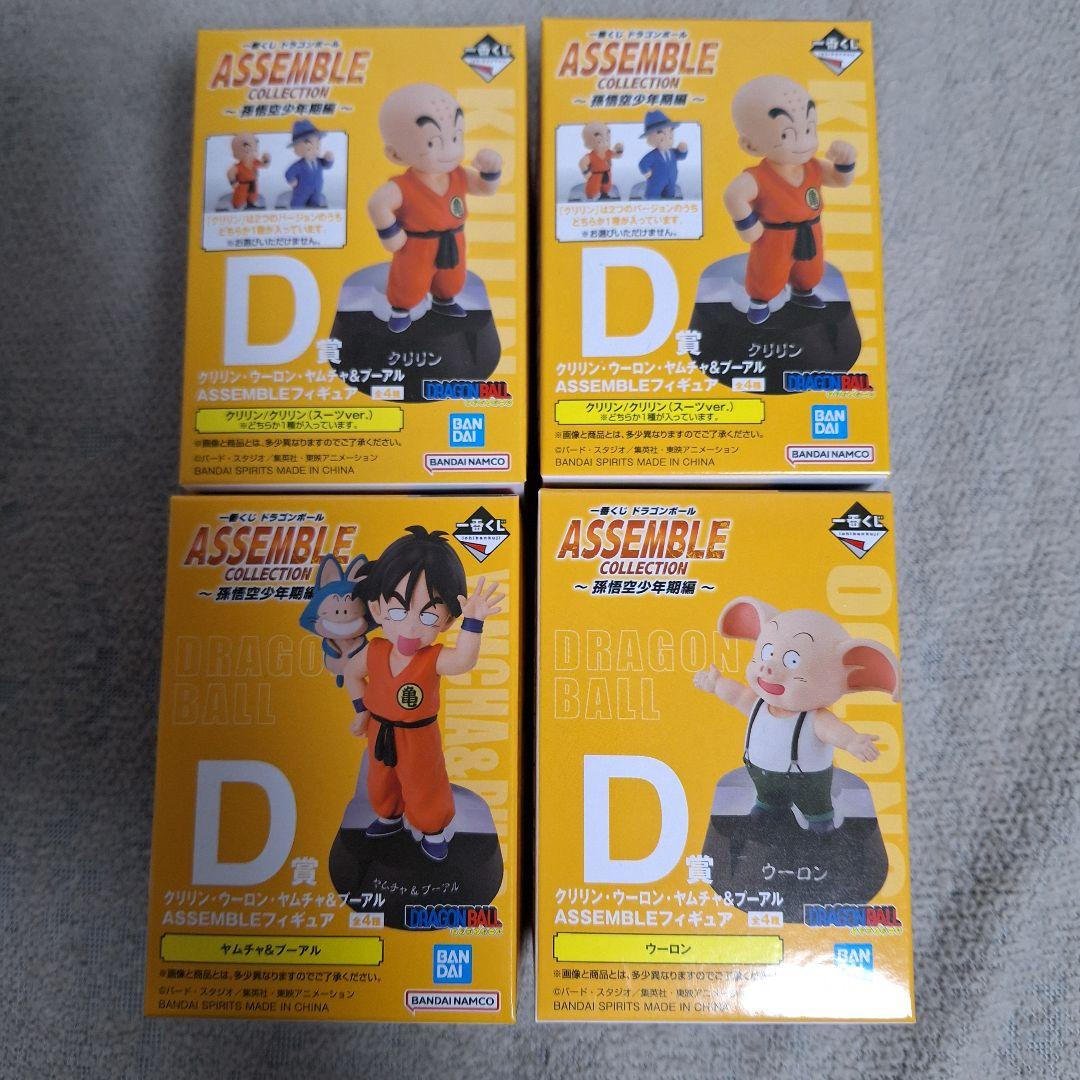 一番くじ ドラゴンボール
ASSEMBLE
COLLECTION
～ 孫悟空少年期編 ～
一番くじ
ichibankuji
KULILIN
「クリリン」は2つのバージョンのうち
どちらか1種が入っています。
※お選びいただけません。
亀
クリリン
D賞
クリリン・ウーロン・ヤムチャ&プーアル
ASSEMBLEフィギュア 全4種
クリリン/クリリン（スーツver.）
※どちらか1種が入っています。
DRAGON BALL
BAN
DAI
※画像と商品とは、多少異なりますのでご了承ください。
©バード・スタジオ／集英社・東映アニメーション
BANDAI SPIRITS MADE IN CHINA
BANDAI NAMCO
一番くじ ドラゴンボール
ASSEMBLE
COLLECTION
～ 孫悟空少年期編 ～
一番くじ
「クリリン」は2つのバージョンのうち
どちらか1種が入っています。
※お選びいただけません。
亀
クリリン
D賞
クリリン・ウーロン・ヤムチャ&プーアル
ASSEMBLEフィギュア 全4種
クリリン/クリリン（スーツver.）
※どちらか1種が入っています。
DRAGON BALL
BAN
DAI
※画像と商品とは、多少異なりますのでご了承ください。
©バード・スタジオ／集英社・東映アニメーション
BANDAI SPIRITS MADE IN CHINA
BANDAI NAMCO
一番くじ ドラゴンボール
ASSEMBLE
COLLECTION
～ 孫悟空少年期編
一番くじ
ichibankuji
DRAGO
BALL
亀
ヤムチャ & プーアル
D賞
クリリン・ウーロン・ヤムチャ&プーアル
ASSEMBLEフィギュア 全4種
ヤムチャ&プーアル
DRAGON BALL
BAN
DAI
※画像と商品とは、多少異なりますのでご了承ください。
©バード・スタジオ／集英社・東映アニメーション
BANDAI SPIRITS MADE IN CHINA
BANDAI NAMCO
一番くじ ドラゴンボール
ASSEMBLE
COLLECTION
～ 孫悟空少年期編 ～
一番くじ
ichibankuji
OOLONG
DRAGON
BALL
ウーロン
D賞
クリリン・ウーロン・ヤムチャ&プーアル
ASSEMBLEフィギュア 全4種
ウーロン
DRAGON BALL
BAN
DAI
※画像と商品とは、多少異なりますのでご了承ください。
©バード・スタジオ／集英社・東映アニメーション
BANDAI SPIRITS MADE IN CHINA
BANDAI NAMCO